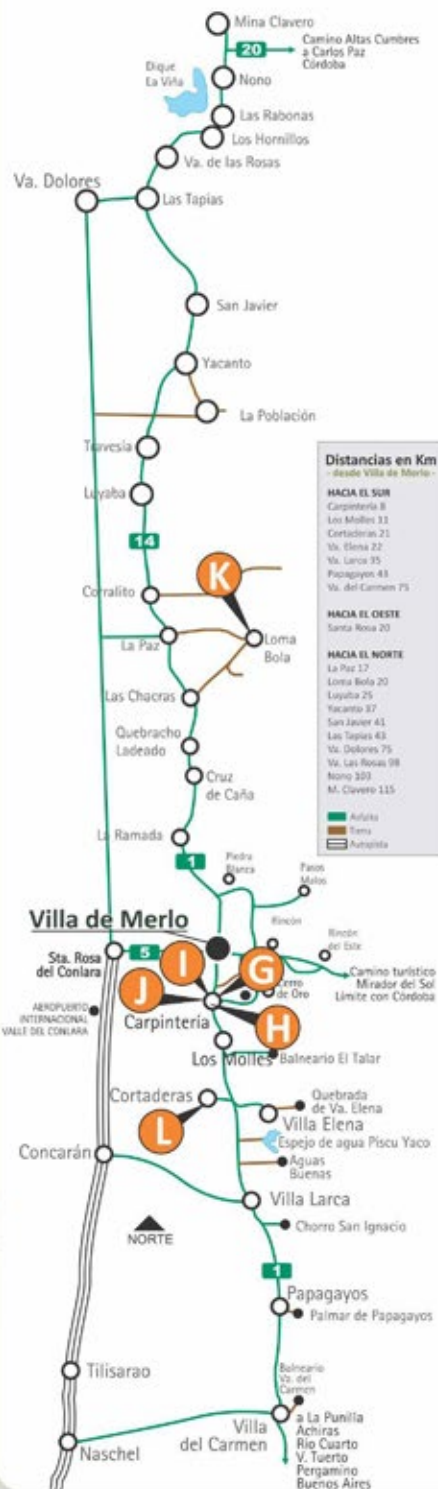 Mina Clavero
20
Camino Altas Cumbres
a Carlos Paz
Córdoba
Dique
La Viña
Nono
Las Rabonas
Los Hornillos
Va. de las Rosas
Va. Dolores
Las Tapias
San Javier
Yacanto
La Población
Travesia
Luyaba
14
Distancias en Km
- desde Villa de Merlo -
HACIA EL SUR
Carpintería 8
Los Molles 11
Cortaderas 21
Va. Elena 22
Va. Larca 35
Papagayos 43
Va. del Carmen 75
HACIA EL OESTE
Santa Rosa 20
HACIA EL NORTE
La Paz 17
Loma Bola 20
Luyaba 25
Yacanto 37
San Javier 41
Las Tapias 43
Va. Dolores 75
Va. Las Rosas 98
Nono 103
M. Clavero 115
Asfalto
Tierra
Autopista
K
Corralito
La Paz
Loma
Bola
Las Chacras
Quebracho
Ladeado
Cruz
de Caña
La Ramada
1
Piedra
Blanca
Pasos
Malos
Villa de Merlo
Rincón
Rincón
del Este
Sta. Rosa
del Conlara
5
I
G
J
H
Cerro
de Oro
Camino turístico
Mirador del Sol
Límite con Córdoba
AEROPUERTO
INTERNACIONAL
VALLE DEL CONLARA
Carpintería
Los Molles
Balneario El Talar
Cortaderas
L
Quebrada
de Va. Elena
Villa Elena
Espejo de agua Piscu Yaco
Aguas
Buenas
Concarán
Villa Larca
NORTE
Chorro San Ignacio
1
Papagayos
Palmar de Papagayos
Tilisarao
Balneario
Va. del
Carmen
Villa
del Carmen
a La Punilla
Achiras
Rio Cuarto
V. Tuerto
Pergamino
Buenos Aires
Naschel